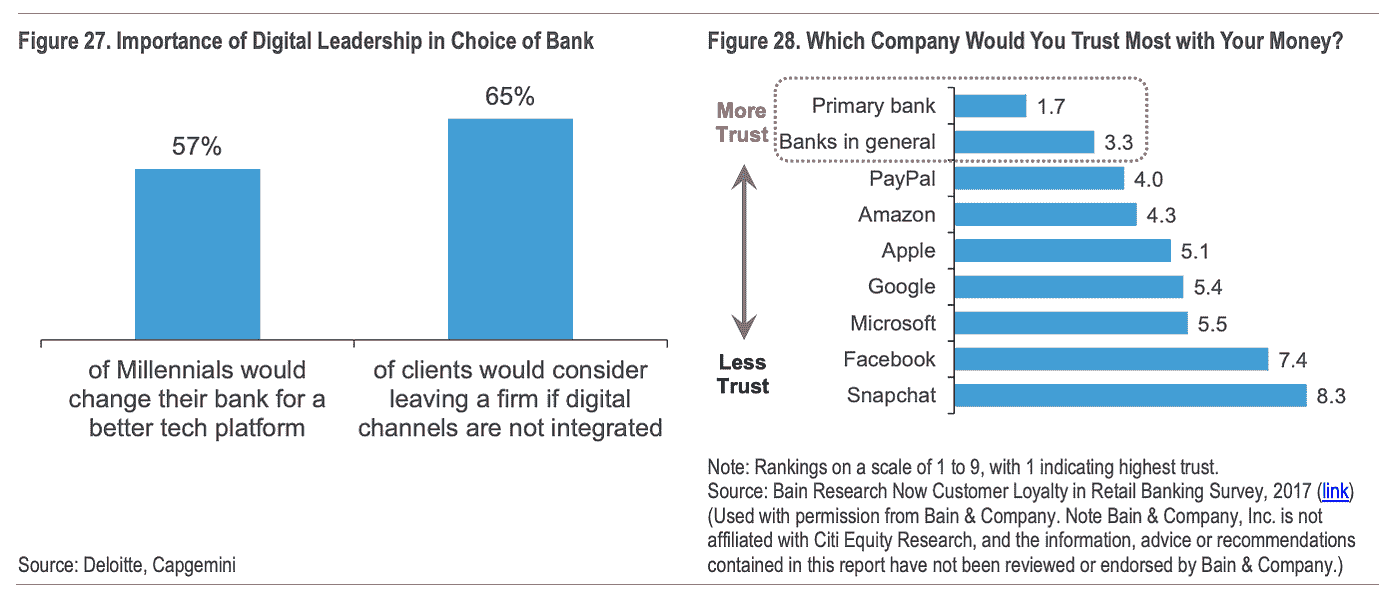 Figure 27. Importance of Digital Leadership in Choice of Bank
57%
65%
of Millennials would
change their bank for a
better tech platform
of clients would consider
leaving a firm if digital
channels are not integrated
Source: Deloitte, Capgemini
Figure 28. Which Company Would You Trust Most with Your Money?
More
Trust
Less
Trust
Primary bank 1.7
Banks in general 3.3
PayPal 4.0
Amazon 4.3
Apple 5.1
Google 5.4
Microsoft 5.5
Facebook 7.4
Snapchat 8.3
Note: Rankings on a scale of 1 to 9, with 1 indicating highest trust.
Source: Bain Research Now Customer Loyalty in Retail Banking Survey, 2017 (link)
(Used with permission from Bain & Company. Note Bain & Company, Inc. is not
affiliated with Citi Equity Research, and the information, advice or recommendations
contained in this report have not been reviewed or endorsed by Bain & Company.)